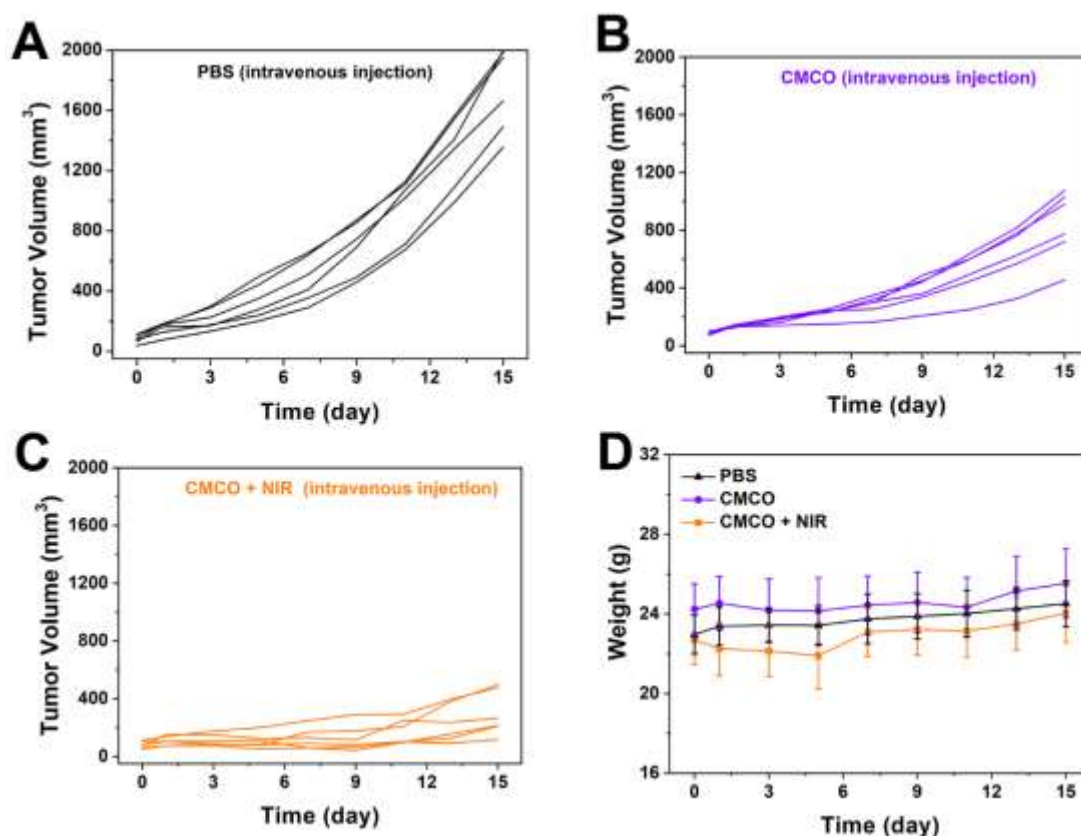 A
PBS (intravenous injection)
Tumor Volume (mm³)
2000
1600
1200
800
400
0
0 3 6 9 12 15
Time (day)
B
CMCO (intravenous injection)
Tumor Volume (mm³)
2000
1600
1200
800
400
0
0 3 6 9 12 15
Time (day)
C
CMCO + NIR (intravenous injection)
Tumor Volume (mm³)
2000
1600
1200
800
400
0
0 3 6 9 12 15
Time (day)
D
PBS
CMCO
CMCO + NIR
Weight (g)
32
28
24
20
16
0 3 6 9 12 15
Time (day)